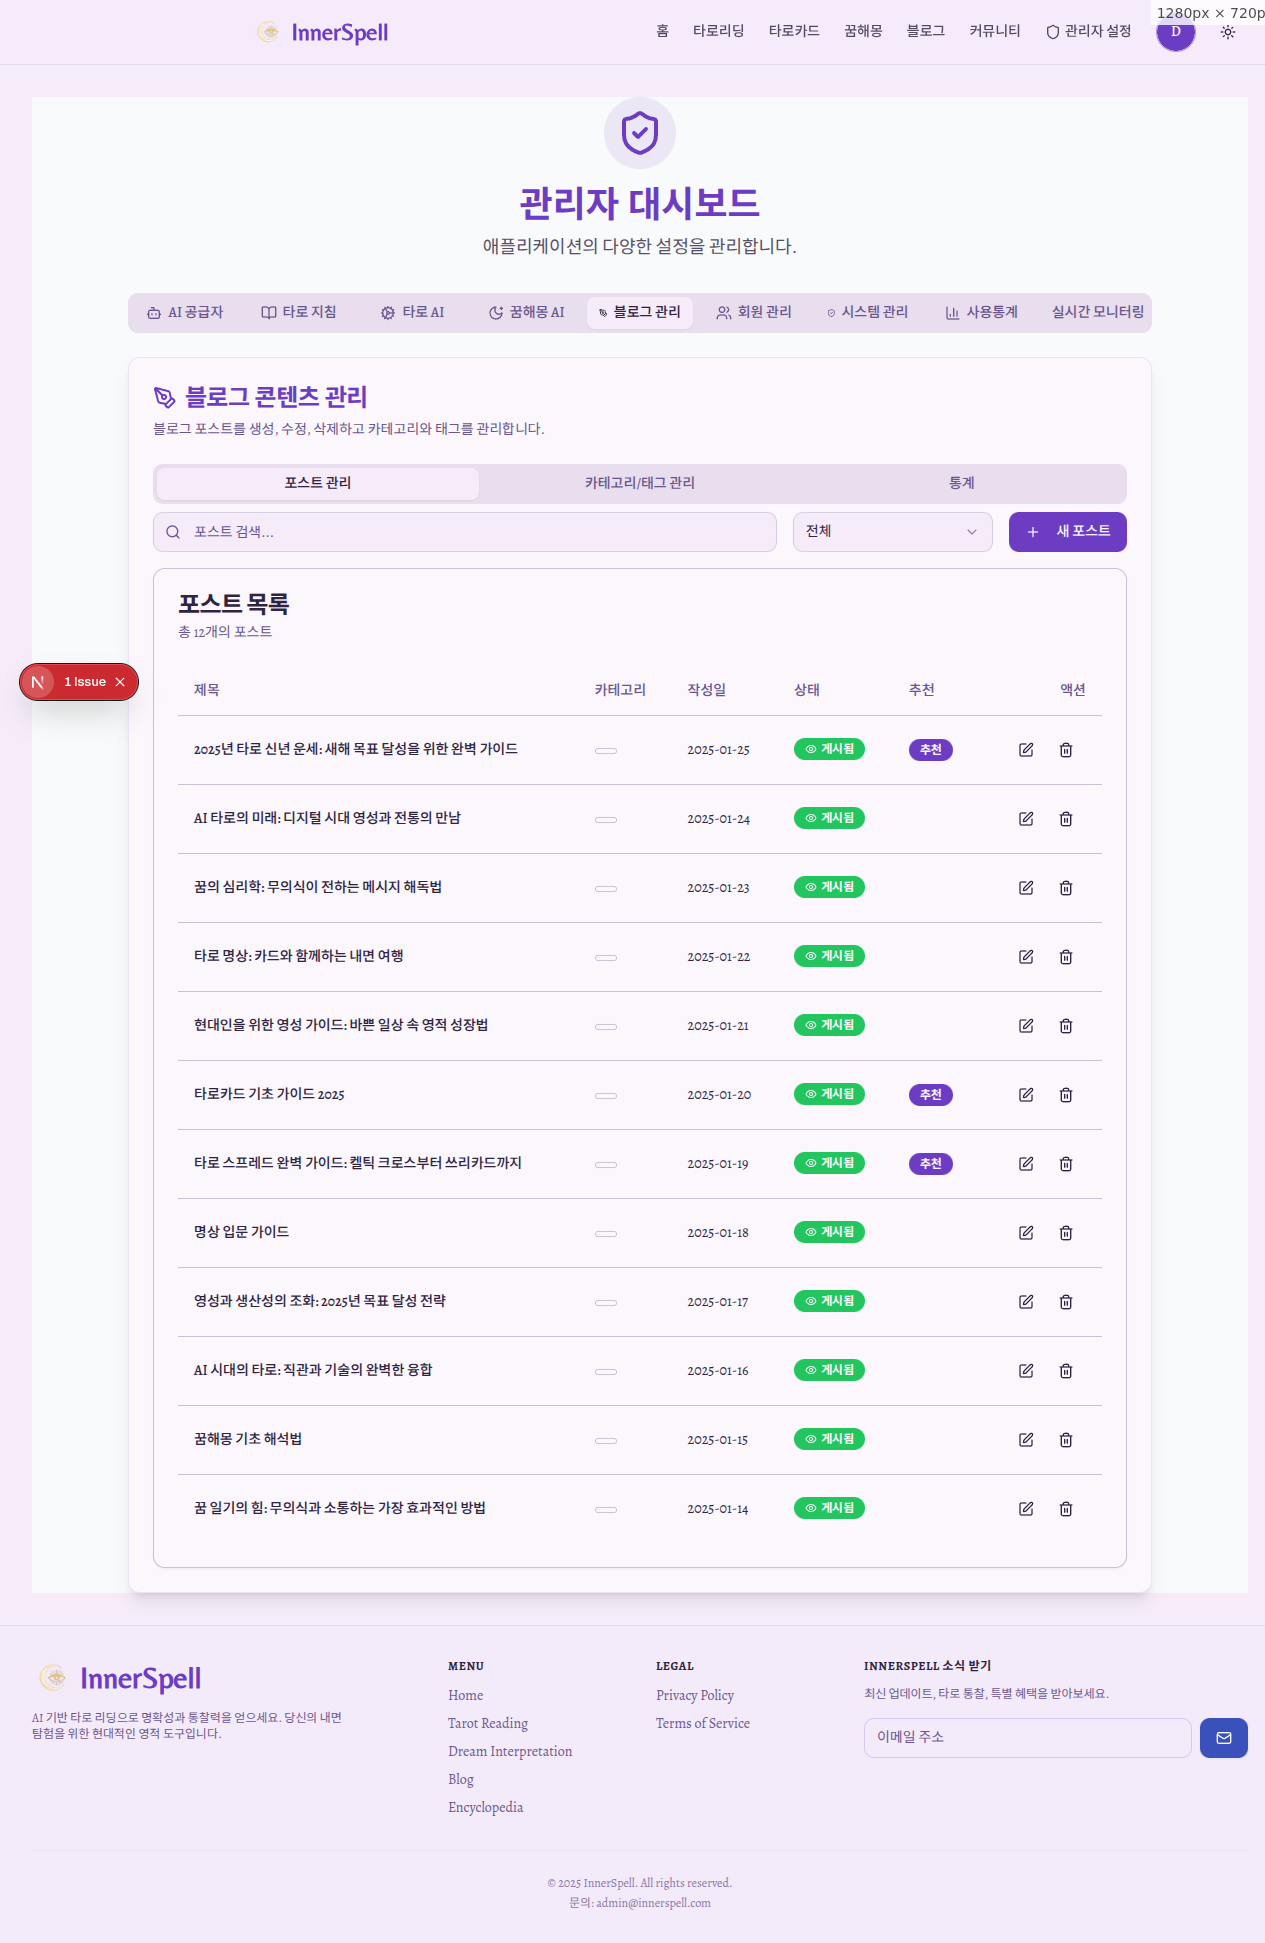 InnerSpell
홈 타로리딩 타로카드 꿈해몽 블로그 커뮤니티 관리자 설정 D
1280px × 720p
관리자 대시보드
애플리케이션의 다양한 설정을 관리합니다.
AI 공급자 타로 지침 타로 AI 꿈해몽 AI 블로그 관리 회원 관리 시스템 관리 사용통계 실시간 모니터링
블로그 콘텐츠 관리
블로그 포스트를 생성, 수정, 삭제하고 카테고리와 태그를 관리합니다.
포스트 관리 카테고리/태그 관리 통계
포스트 검색... 전체 새 포스트
포스트 목록
총 12개의 포스트
1 Issue
제목 카테고리 작성일 상태 추천 액션
2025년 타로 신년 운세: 새해 목표 달성을 위한 완벽 가이드 2025-01-25 게시됨 추천
AI 타로의 미래: 디지털 시대 영성과 전통의 만남 2025-01-24 게시됨
꿈의 심리학: 무의식이 전하는 메시지 해독법 2025-01-23 게시됨
타로 명상: 카드와 함께하는 내면 여행 2025-01-22 게시됨
현대인을 위한 영성 가이드: 바쁜 일상 속 영적 성장법 2025-01-21 게시됨
타로카드 기초 가이드 2025 2025-01-20 게시됨 추천
타로 스프레드 완벽 가이드: 켈틱 크로스부터 쓰리카드까지 2025-01-19 게시됨 추천
명상 입문 가이드 2025-01-18 게시됨
영성과 생산성의 조화: 2025년 목표 달성 전략 2025-01-17 게시됨
AI 시대의 타로: 직관과 기술의 완벽한 융합 2025-01-16 게시됨
꿈해몽 기초 해석법 2025-01-15 게시됨
꿈 일기의 힘: 무의식과 소통하는 가장 효과적인 방법 2025-01-14 게시됨
InnerSpell
AI 기반 타로 리딩으로 명확성과 통찰력을 얻으세요. 당신의 내면
탐험을 위한 현대적인 영적 도구입니다.
MENU
Home
Tarot Reading
Dream Interpretation
Blog
Encyclopedia
LEGAL
Privacy Policy
Terms of Service
INNERSPELL 소식 받기
최신 업데이트, 타로 통찰, 특별 혜택을 받아보세요.
이메일 주소
© 2025 InnerSpell. All rights reserved.
문의: admin@innerspell.com